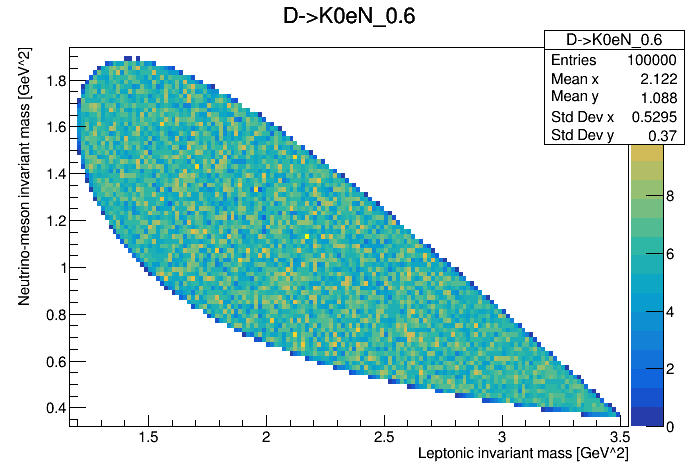 D->K0eN_0.6
D->K0eN_0.6
Entries 100000
Mean x 2.122
Mean y 1.088
Std Dev x 0.5295
Std Dev y 0.37
Neutrino-meson invariant mass [GeV^2]
1.8
1.6
1.4
1.2
1
0.8
0.6
0.4
1.5
2
2.5
3
3.5
Leptonic invariant mass [GeV^2]
8
6
4
2
0